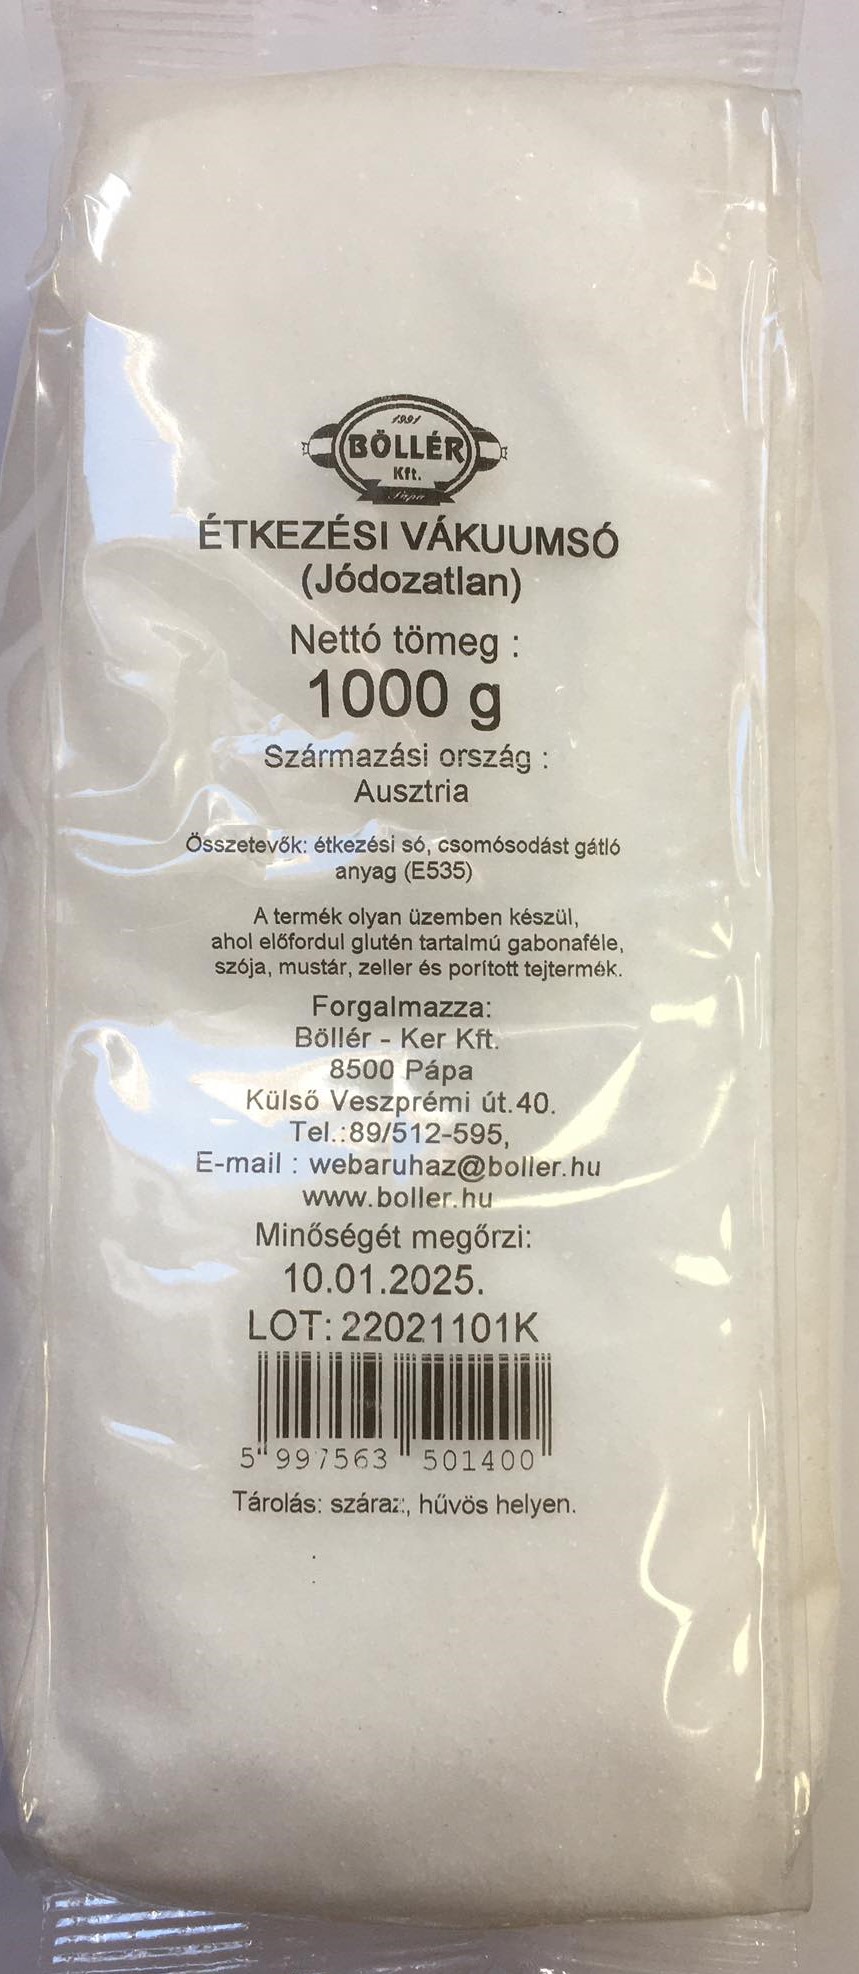 1991
BÖLLÉR
Kft.
Pápa
ÉTKEZÉSI VÁKUUMSÓ
(Jódozatlan)
Nettó tömeg :
1000 g
Származási ország :
Ausztria
Összetevők: étkezési só, csomósodást gátló
anyag (E535)
A termék olyan üzemben készül,
ahol előfordul glutén tartalmú gabonaféle,
szója, mustár, zeller és porított tejtermék.
Forgalmazza:
Böllér - Ker Kft.
8500 Pápa
Külső Veszprémi út.40.
Tel.:89/512-595,
E-mail : webaruhaz@boller.hu
www.boller.hu
Minőségét megőrzi:
10.01.2025.
LOT: 22021101K
5 997563 501400
Tárolás: száraz, hűvös helyen.